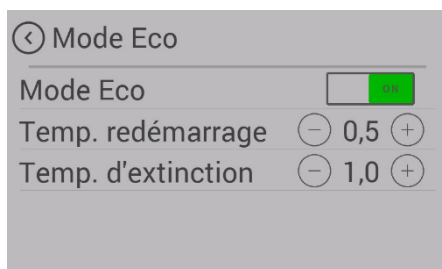 Mode Eco
Mode Eco ON
Temp. redémarrage − 0,5 +
Temp. d'extinction − 1,0 +